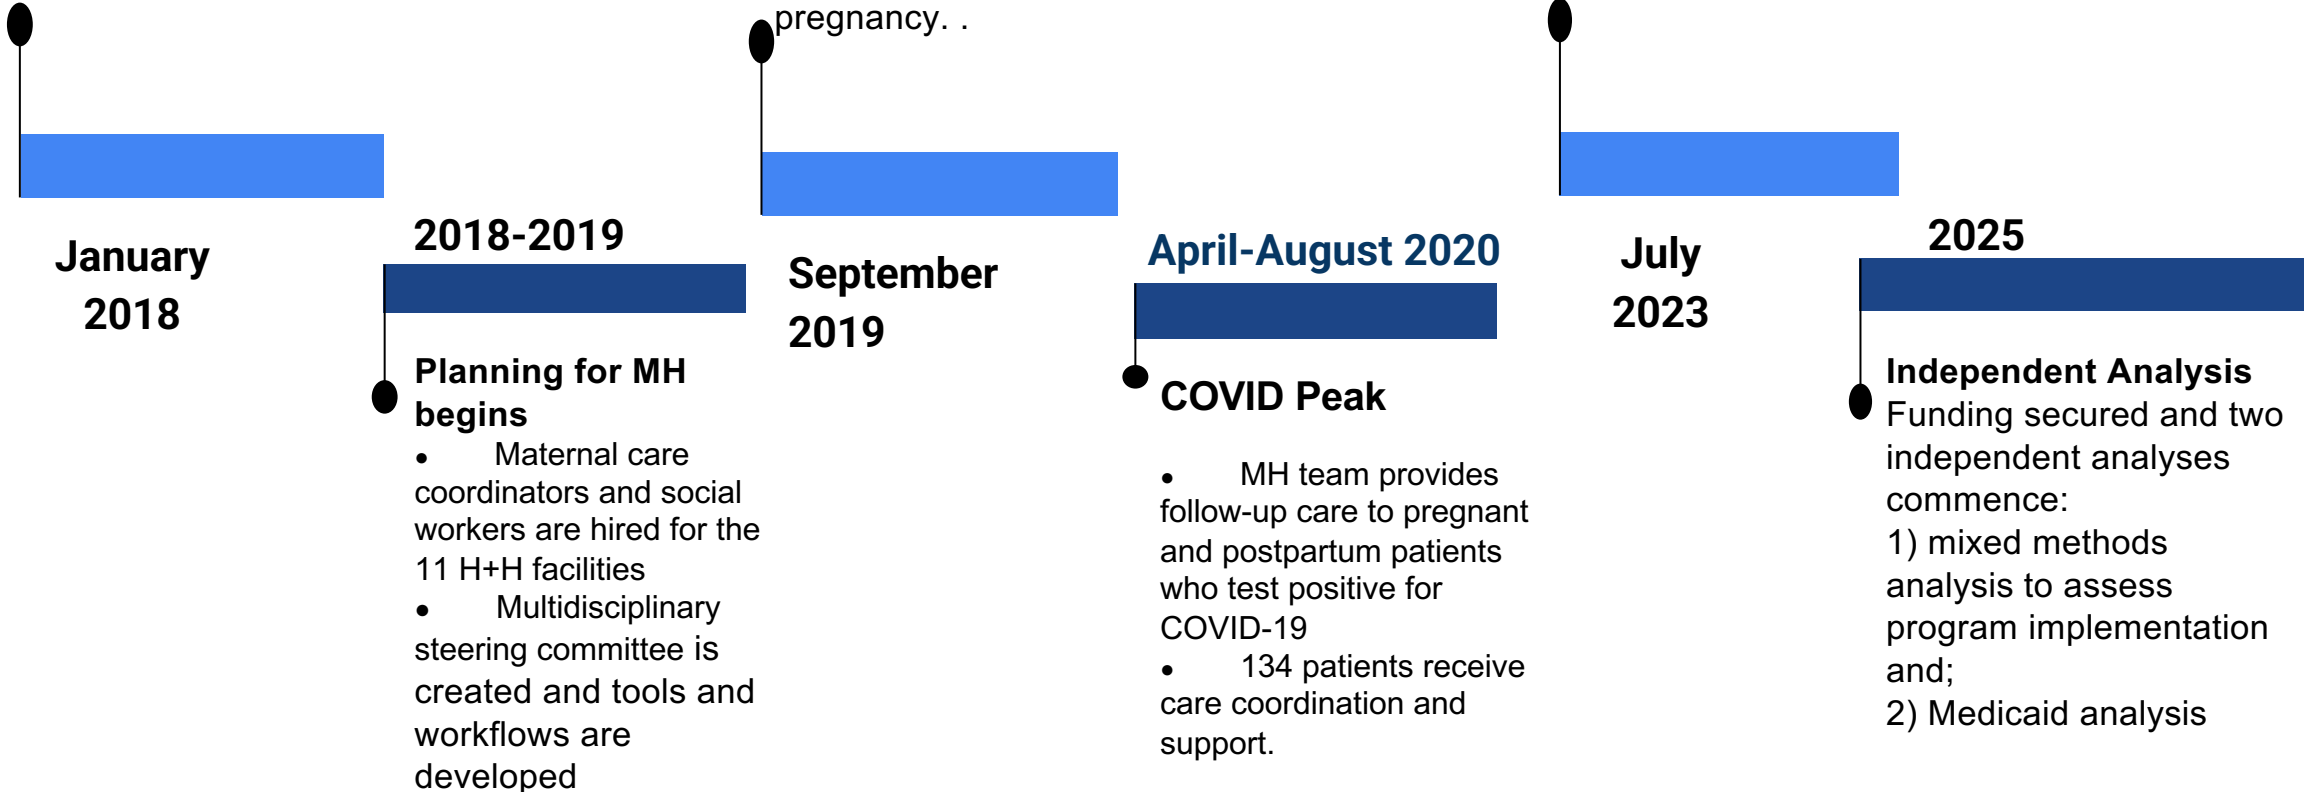 pregnancy. .
January
2018
2018-2019
Planning for MH
begins
● Maternal care
coordinators and social
workers are hired for the
11 H+H facilities
● Multidisciplinary
steering committee is
created and tools and
workflows are
developed
September
2019
April-August 2020
COVID Peak
● MH team provides
follow-up care to pregnant
and postpartum patients
who test positive for
COVID-19
● 134 patients receive
care coordination and
support.
July
2023
2025
Independent Analysis
Funding secured and two
independent analyses
commence:
1) mixed methods
analysis to assess
program implementation
and;
2) Medicaid analysis